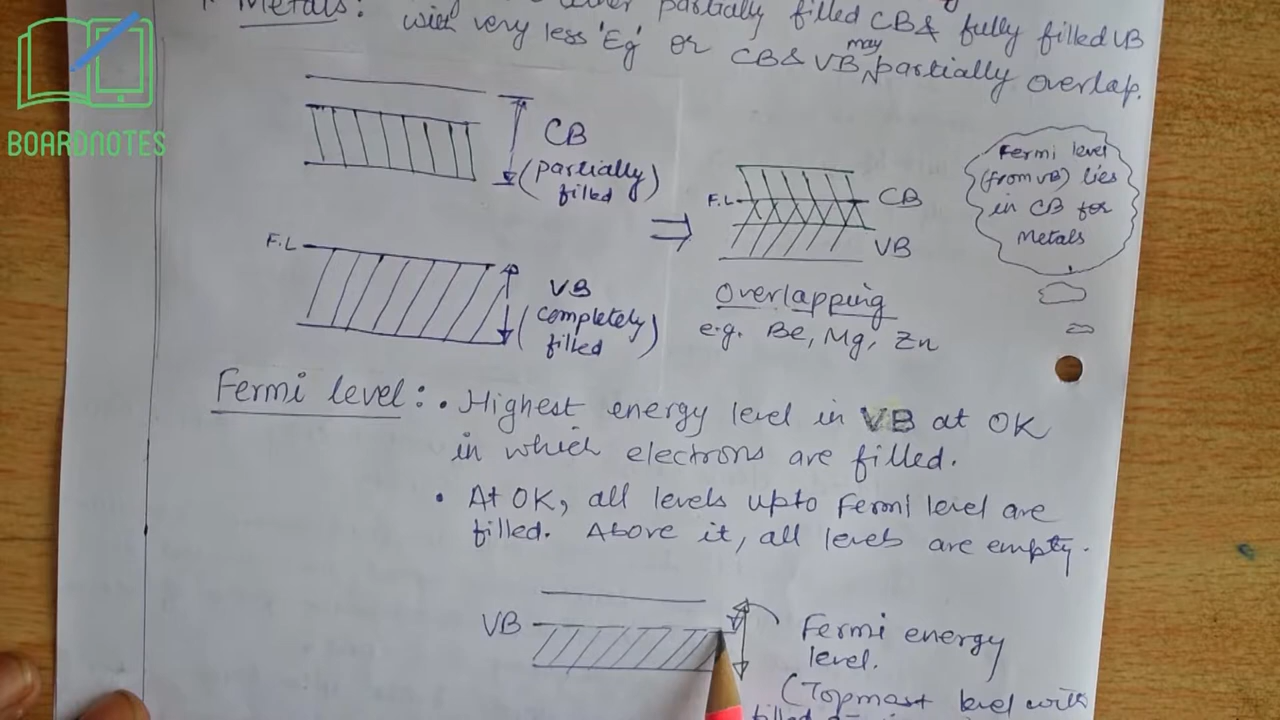 Metals: either partially filled CB & fully filled VB
with very less 'Eg' or CB & VB may partially overlap.
BOARDNOTES
CB
(partially filled)
F.L
VB
(completely filled)
⇒
F.L
CB
VB
Overlapping
e.g. Be, Mg, Zn
Fermi level
(from VB) lies
in CB for
Metals
Fermi level: • Highest energy level in VB at 0K
in which electrons are filled.
• At 0K, all levels upto Fermi level are
filled. Above it, all levels are empty.
VB
Fermi energy
level.
(Topmost level with
filled